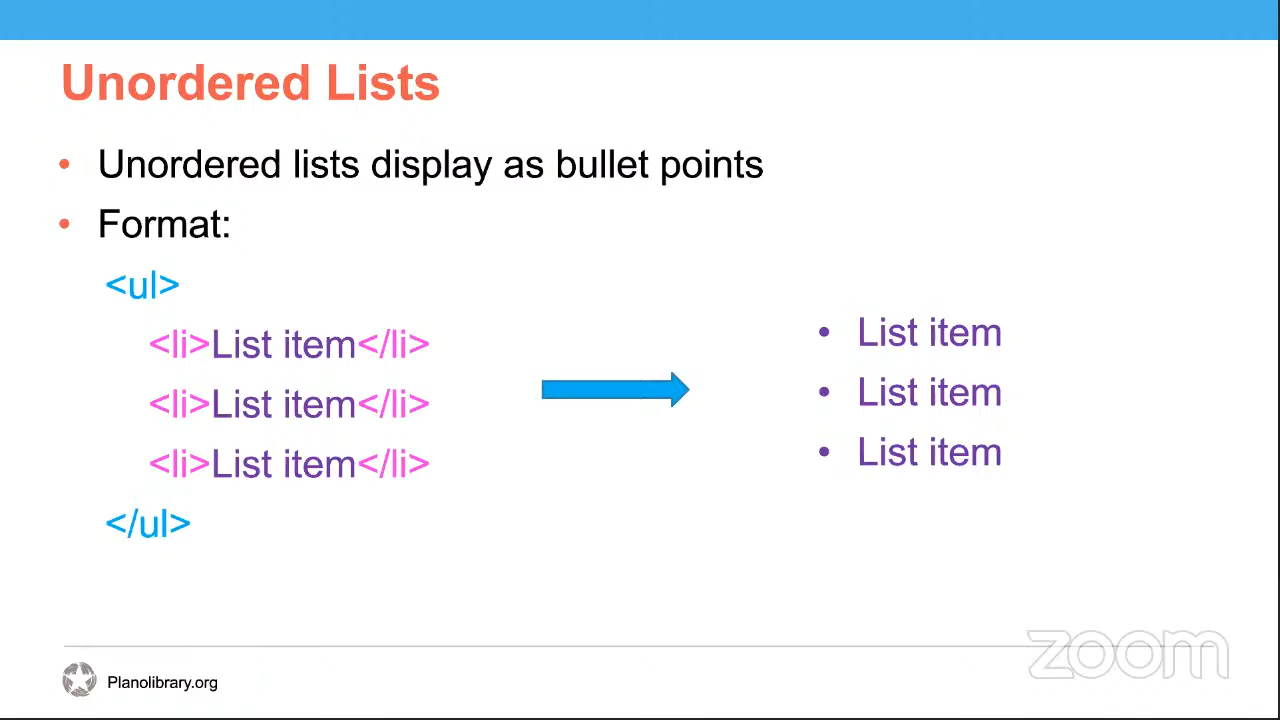 Unordered Lists
• Unordered lists display as bullet points
• Format:
<ul>
<li>List item</li>
<li>List item</li>
<li>List item</li>
</ul>
• List item
• List item
• List item
Planolibrary.org
zoom